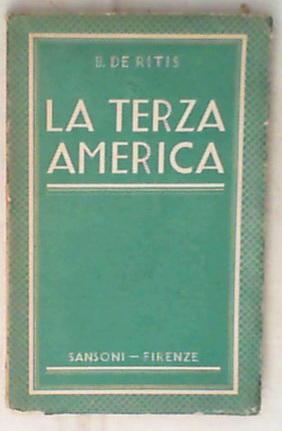 B. DE RITIS
LA TERZA
AMERICA
SANSONI — FIRENZE